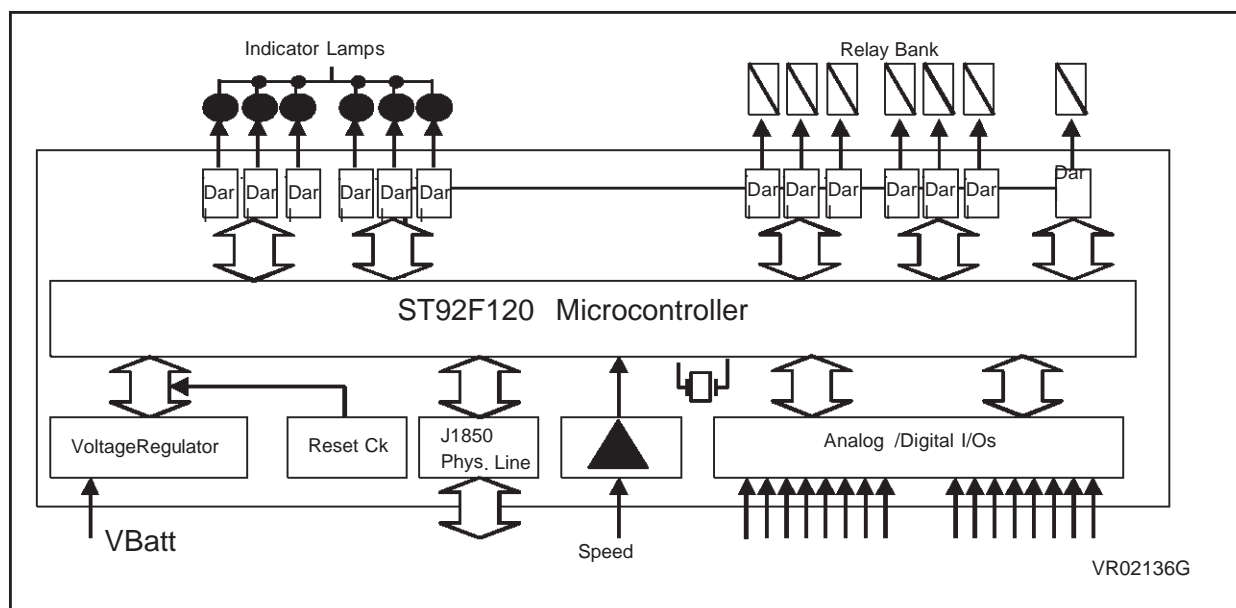 Indicator Lamps
Relay Bank
Dar Dar Dar Dar Dar Dar Dar Dar Dar Dar Dar Dar Dar
ST92F120 Microcontroller
VoltageRegulator
Reset Ck
J1850
Phys. Line
Analog /Digital I/Os
VBatt
Speed
VR02136G